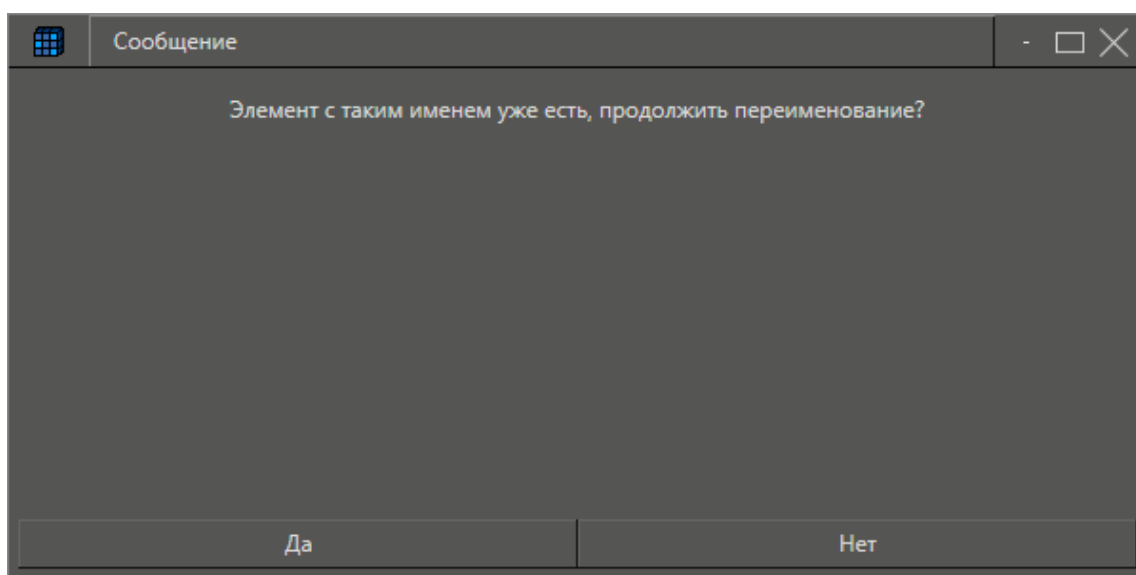 Сообщение
Элемент с таким именем уже есть, продолжить переименование?
Да
Нет